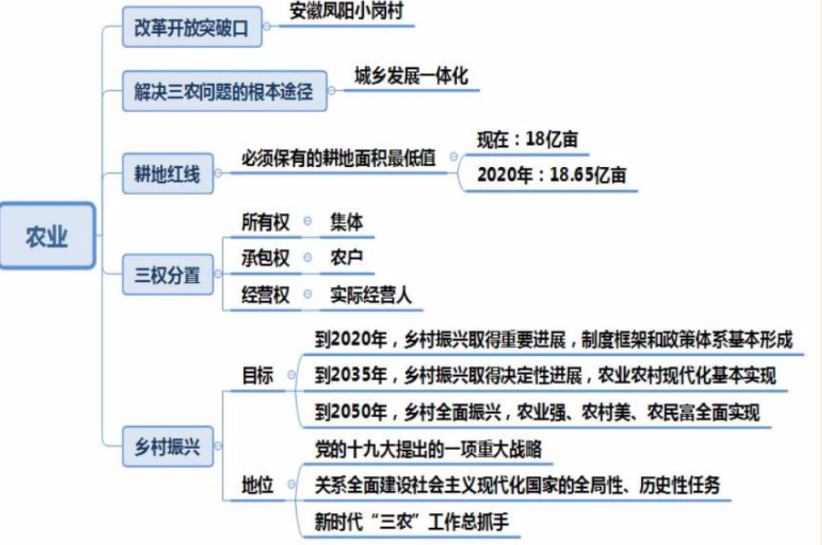 农业
改革开放突破口
安徽凤阳小岗村
解决三农问题的根本途径
城乡发展一体化
耕地红线
必须保有的耕地面积最低值
现在：18亿亩
2020年：18.65亿亩
三权分置
所有权
集体
承包权
农户
经营权
实际经营人
乡村振兴
目标
到2020年，乡村振兴取得重要进展，制度框架和政策体系基本形成
到2035年，乡村振兴取得决定性进展，农业农村现代化基本实现
到2050年，乡村全面振兴，农业强、农村美、农民富全面实现
地位
党的十九大提出的一项重大战略
关系全面建设社会主义现代化国家的全局性、历史性任务
新时代“三农”工作总抓手